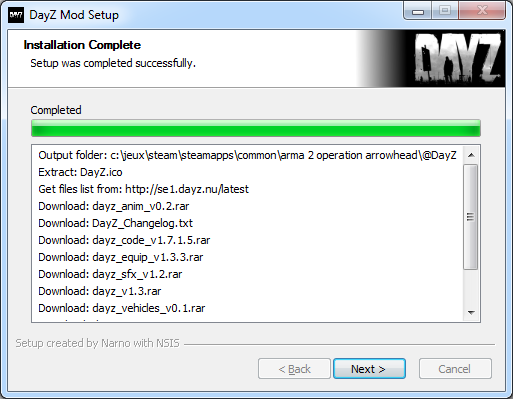 DayZ Mod Setup
Installation Complete
Setup was completed successfully.
DAYZ
Completed
Output folder: c:\jeux\steam\steamapps\common\arma 2 operation arrowhead\@DayZ
Extract: DayZ.ico
Get files list from: http://se1.dayz.nu/latest
Download: dayz_anim_v0.2.rar
Download: DayZ_Changelog.txt
Download: dayz_code_v1.7.1.5.rar
Download: dayz_equip_v1.3.3.rar
Download: dayz_sfx_v1.2.rar
Download: dayz_v1.3.rar
Download: dayz_vehicles_v0.1.rar
Setup created by Narno with NSIS
< Back
Next >
Cancel